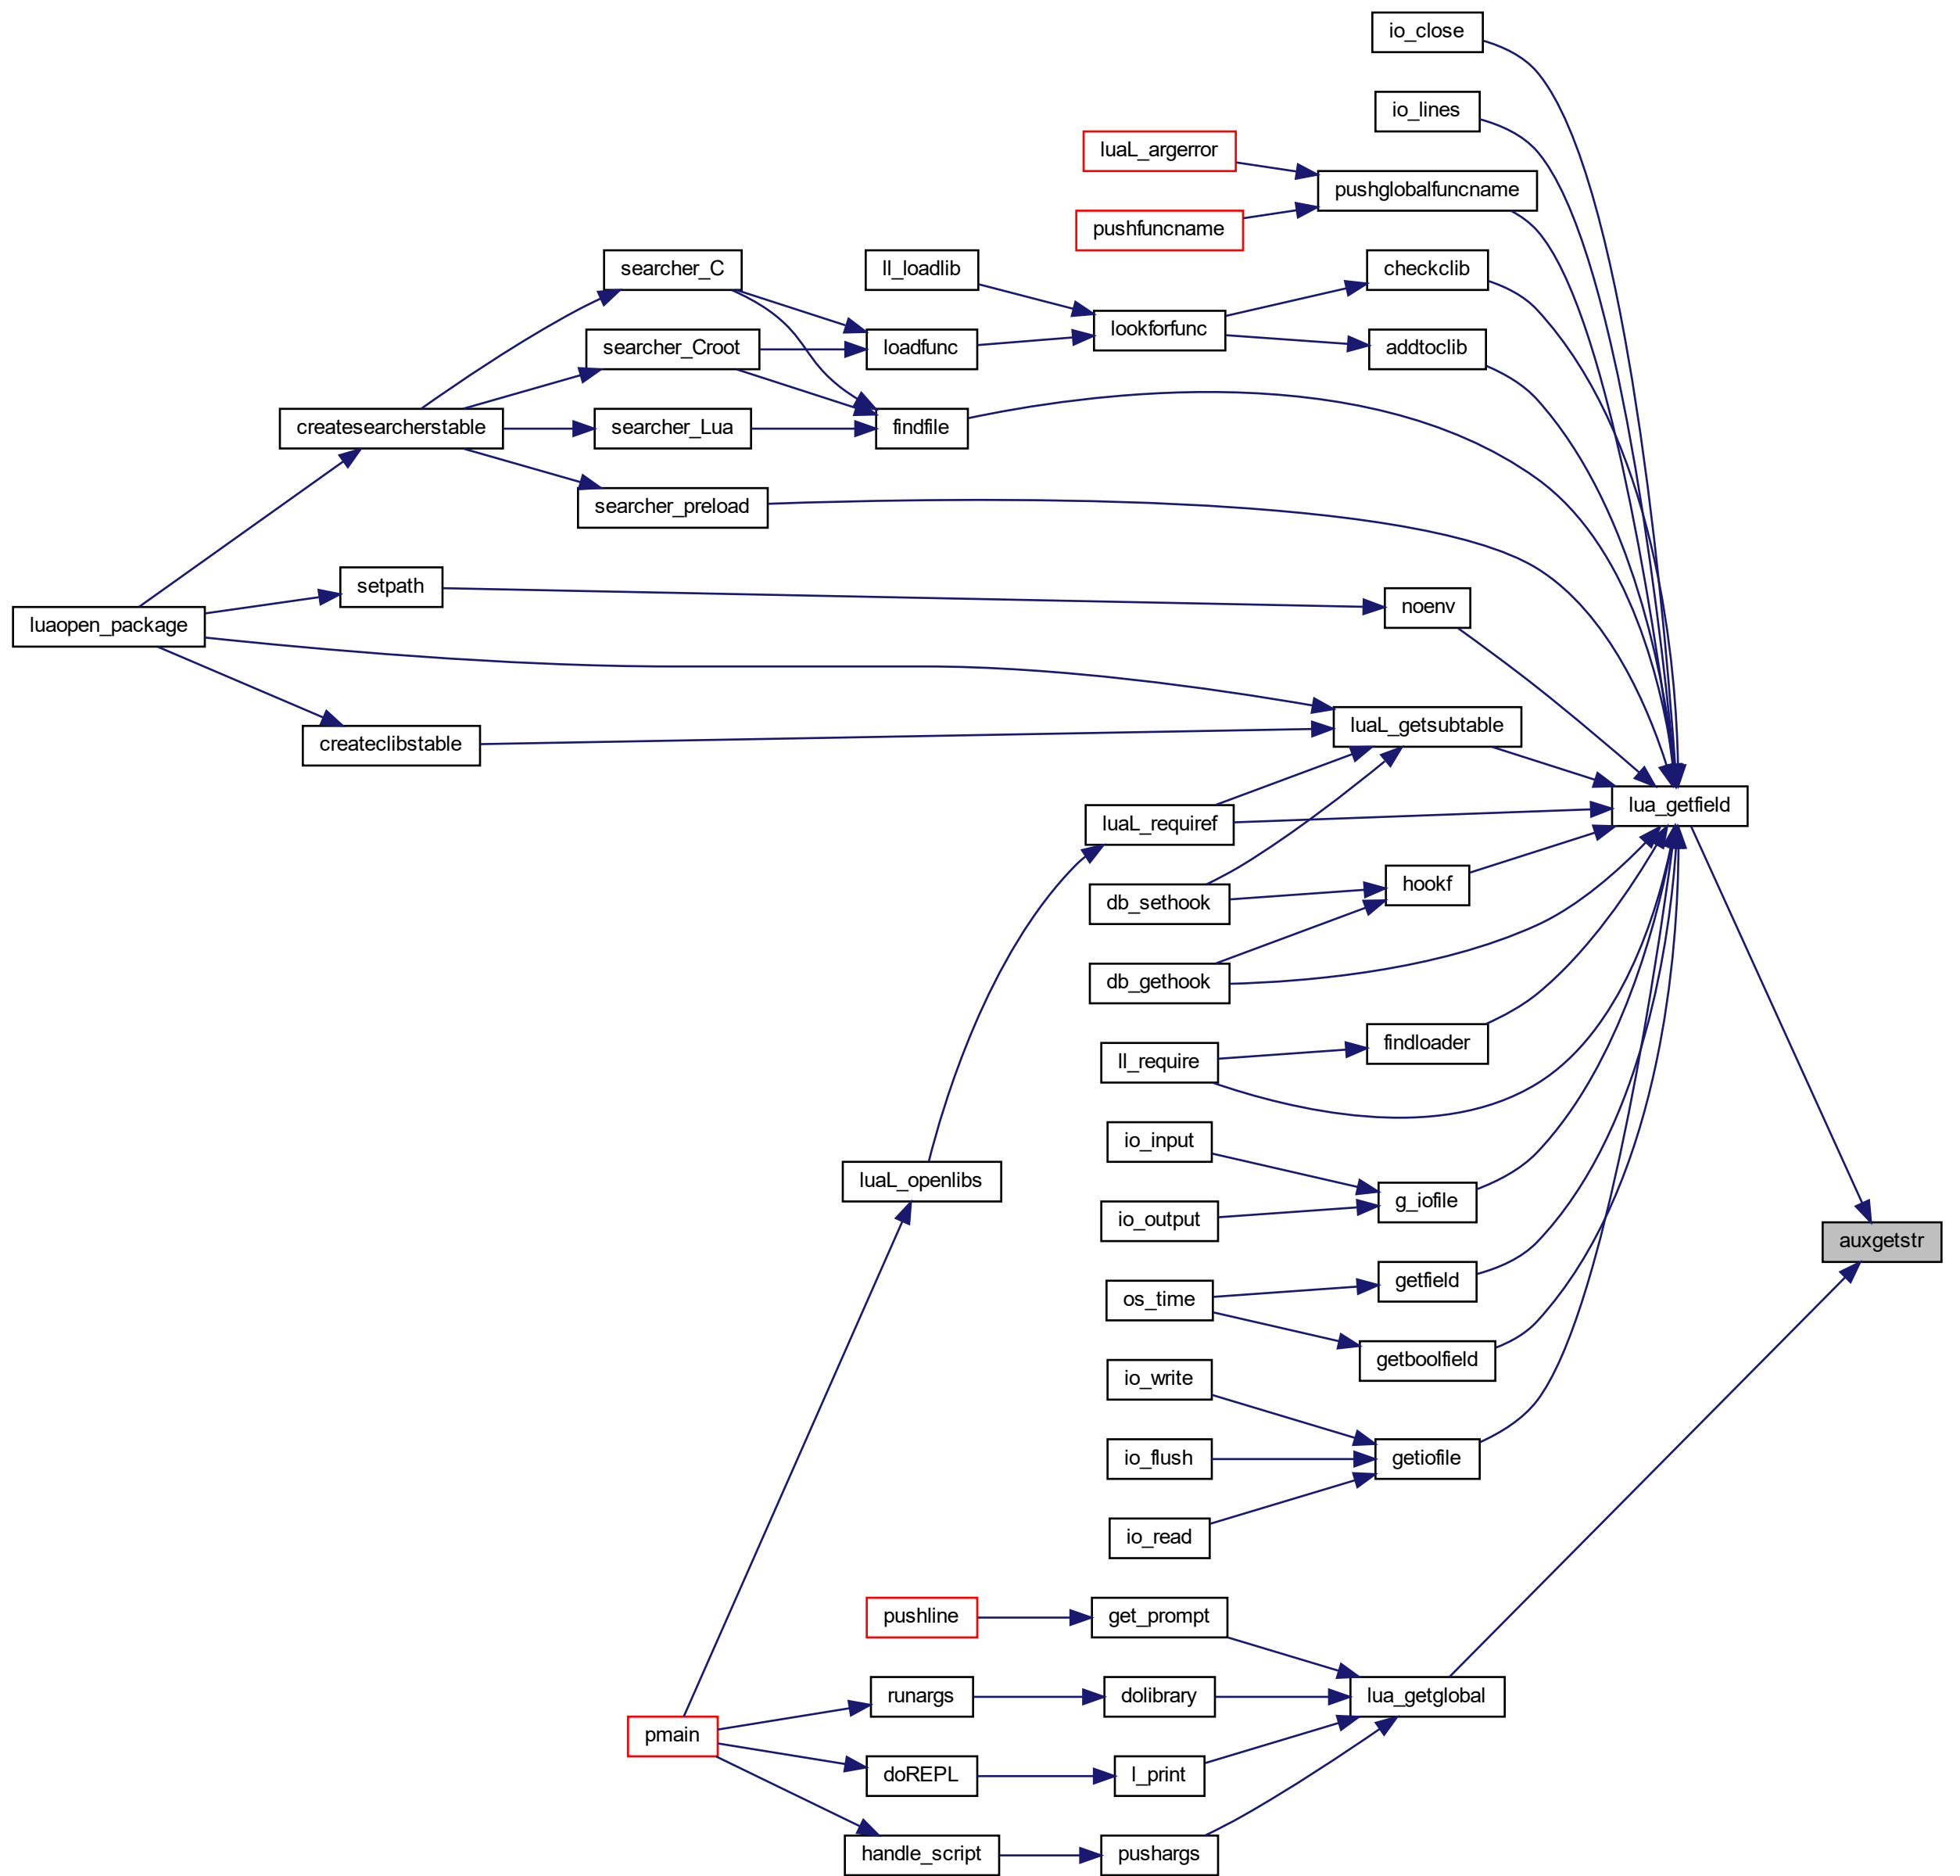 io_close
io_lines
luaL_argerror
pushglobalfuncname
pushfuncname
searcher_C
ll_loadlib
checkclib
lookforfunc
searcher_Croot
loadfunc
addtoclib
createsearcherstable
searcher_Lua
findfile
searcher_preload
setpath
noenv
luaopen_package
luaL_getsubtable
createclibstable
lua_getfield
luaL_requiref
hookf
db_sethook
db_gethook
findloader
ll_require
io_input
luaL_openlibs
g_iofile
io_output
auxgetstr
getfield
os_time
getboolfield
io_write
io_flush
getiofile
io_read
pushline
get_prompt
runargs
dolibrary
lua_getglobal
pmain
doREPL
l_print
handle_script
pushargs